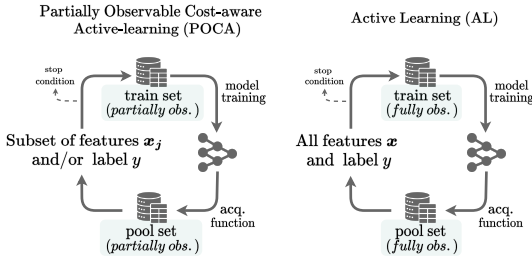 Partially Observable Cost-aware
Active-learning (POCA)
stop
condition
train set
(partially obs.)
model
training
Subset of features x_j
and/or label y
acq.
function
pool set
(partially obs.)
Active Learning (AL)
stop
condition
train set
(fully obs.)
model
training
All features x
and label y
acq.
function
pool set
(fully obs.)